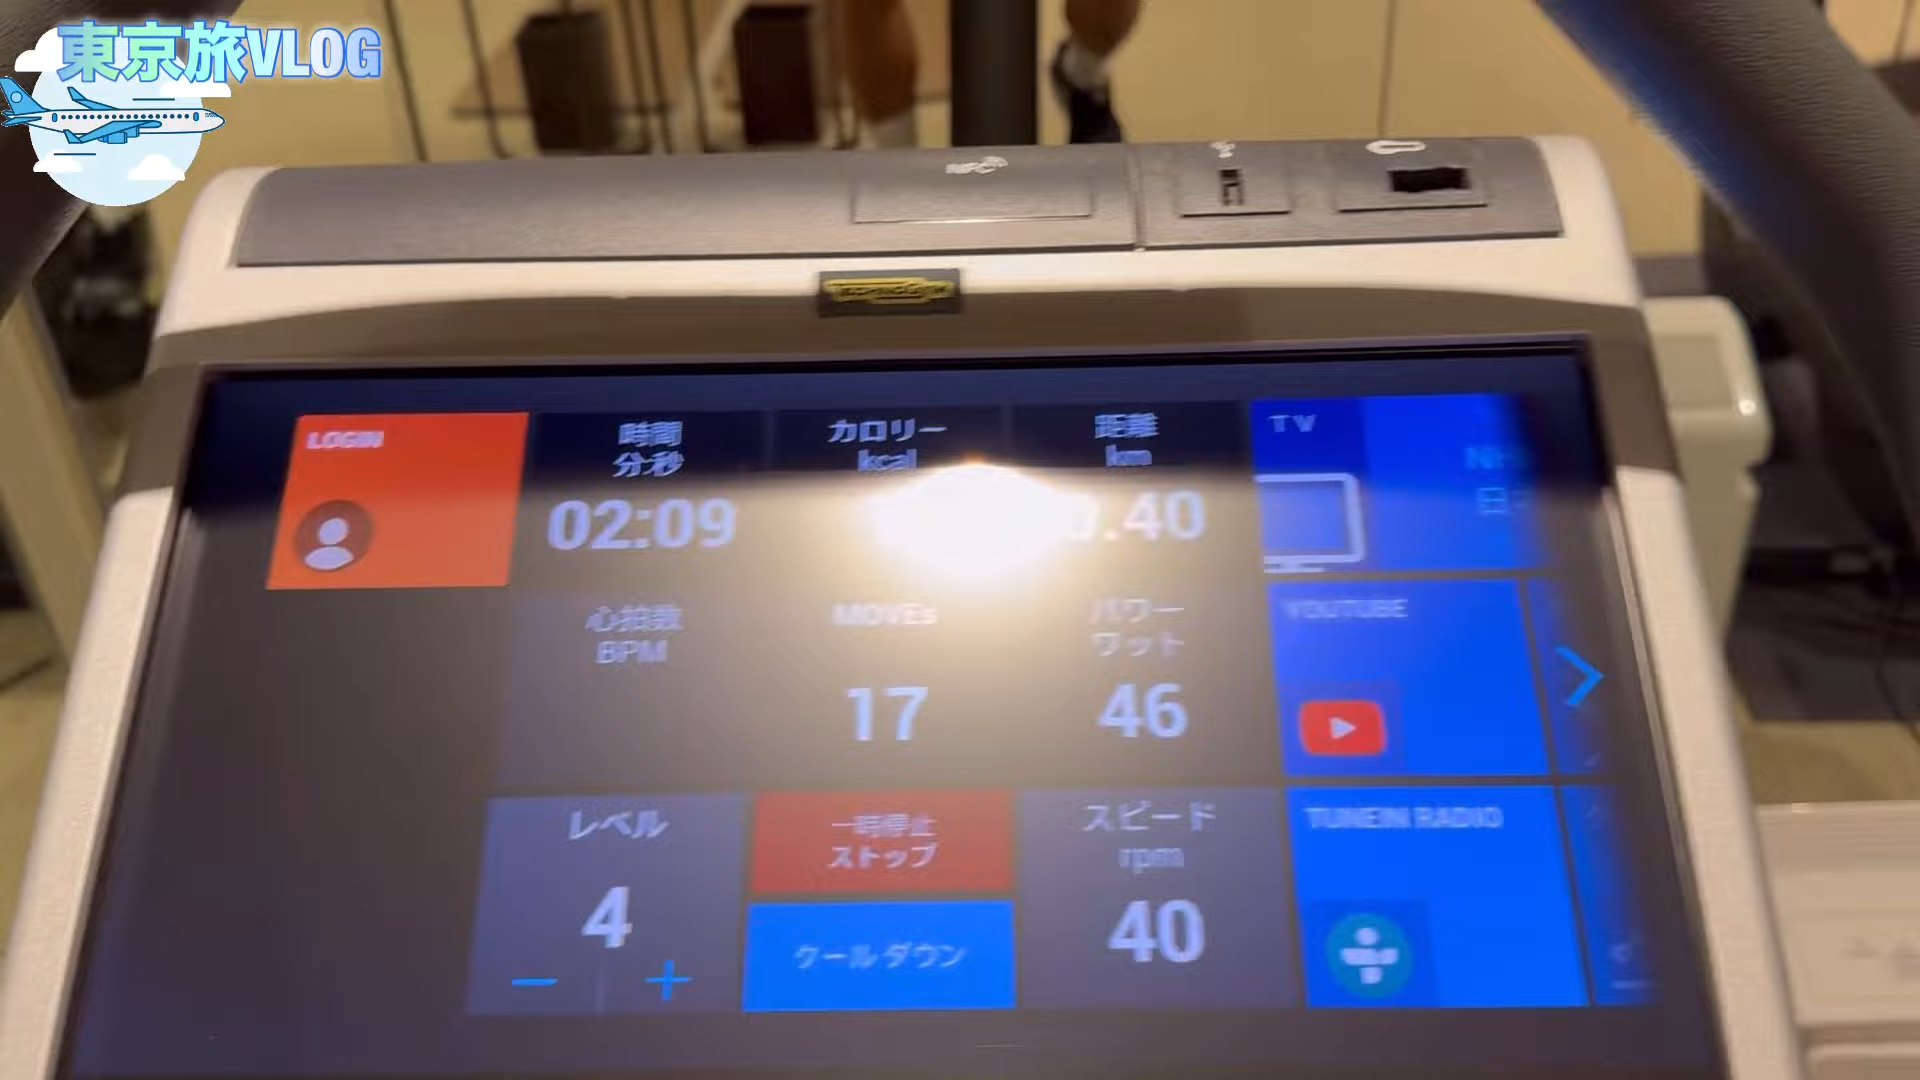 東京旅VLOG
NFC
LOGIN
時間
分秒
02:09
カロリー
kcal
距離
km
.40
TV
心拍数
BPM
MOVEs
17
パワー
ワット
46
YOUTUBE
レベル
4
− +
一時停止
ストップ
クールダウン
スピード
rpm
40
TUNEIN RADIO